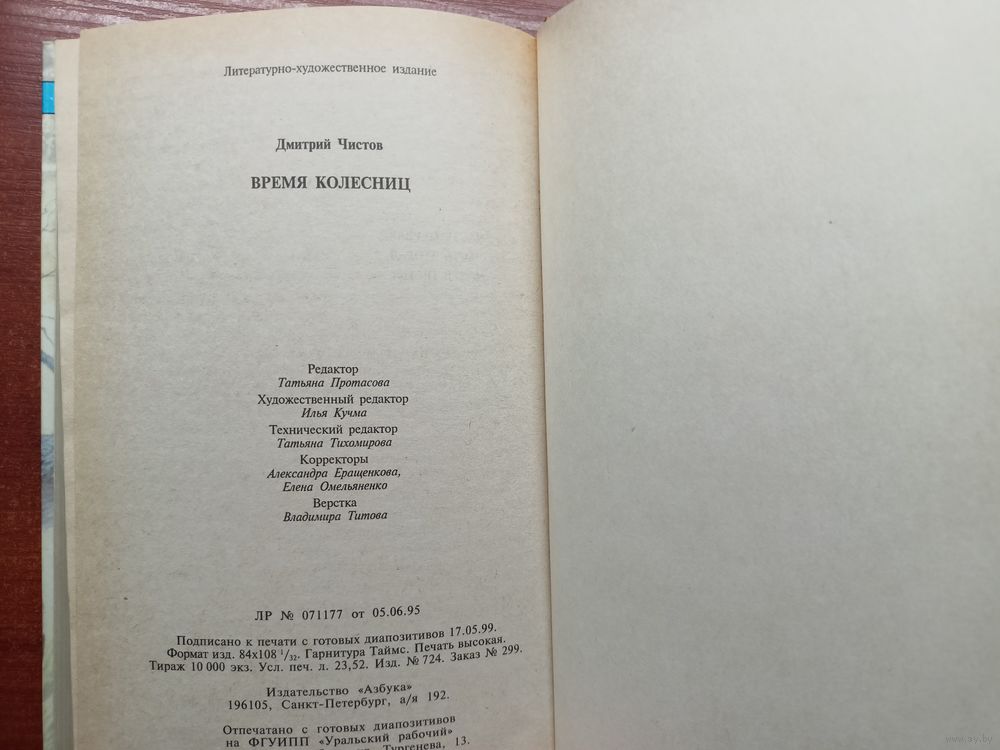 Литературно-художественное издание
Дмитрий Чистов
ВРЕМЯ КОЛЕСНИЦ
Редактор
Татьяна Протасова
Художественный редактор
Илья Кучма
Технический редактор
Татьяна Тихомирова
Корректоры
Александра Еращенкова,
Елена Омельяненко
Верстка
Владимира Титова
ЛР № 071177 от 05.06.95
Подписано к печати с готовых диапозитивов 17.05.99.
Формат изд. 84х108 1/32. Гарнитура Таймс. Печать высокая.
Тираж 10 000 экз. Усл. печ. л. 23,52. Изд. № 724. Заказ № 299.
Издательство «Азбука»
196105, Санкт-Петербург, а/я 192.
Отпечатано с готовых диапозитивов
на ФГУИПП «Уральский рабочий»
Тургенева, 13.
www.ay.by